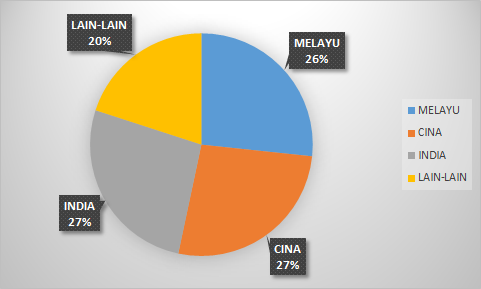 LAIN-LAIN
20%
MELAYU
26%
INDIA
27%
CINA
27%
MELAYU
CINA
INDIA
LAIN-LAIN